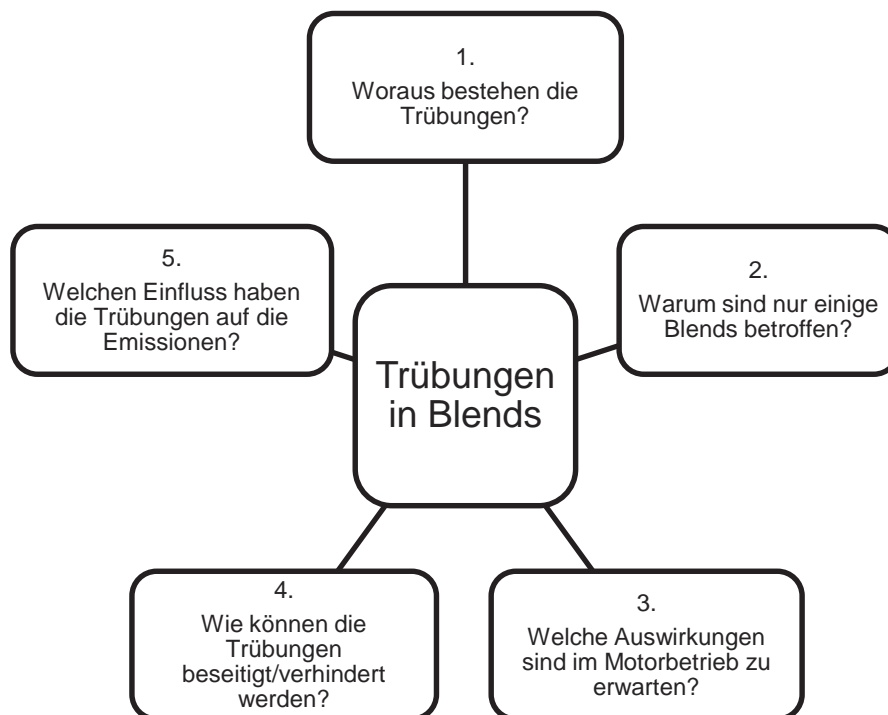 1.
Woraus bestehen die
Trübungen?
2.
Warum sind nur einige
Blends betroffen?
3.
Welche Auswirkungen
sind im Motorbetrieb zu
erwarten?
4.
Wie können die
Trübungen
beseitigt/verhindert
werden?
5.
Welchen Einfluss haben
die Trübungen auf die
Emissionen?
Trübungen
in Blends